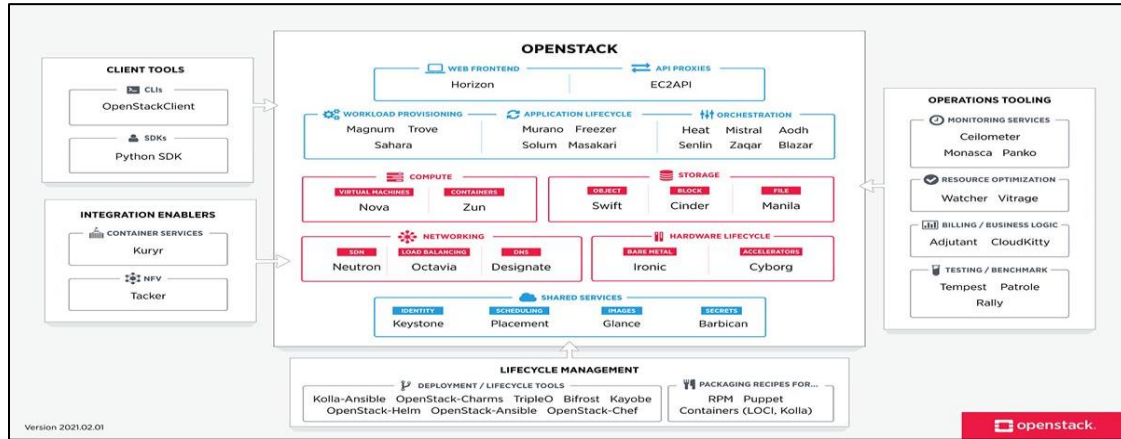 OPENSTACK
WEB FRONTEND
Horizon
API PROXIES
EC2API
WORKLOAD PROVISIONING
Magnum Trove
Sahara
APPLICATION LIFECYCLE
Murano Freezer
Solum Masakari
ORCHESTRATION
Heat Mistral Aodh
Senlin Zaqar Blazar
COMPUTE
VIRTUAL MACHINES
Nova
CONTAINERS
Zun
STORAGE
OBJECT
Swift
BLOCK
Cinder
FILE
Manila
NETWORKING
SDN
Neutron
LOAD BALANCING
Octavia
DNS
Designate
HARDWARE LIFECYCLE
BARE METAL
Ironic
ACCELERATORS
Cyborg
SHARED SERVICES
IDENTITY
Keystone
SCHEDULING
Placement
IMAGES
Glance
SECRETS
Barbican
CLIENT TOOLS
CLIs
OpenStackClient
SDKs
Python SDK
INTEGRATION ENABLERS
CONTAINER SERVICES
Kuryr
NFV
Tacker
OPERATIONS TOOLING
MONITORING SERVICES
Ceilometer
Monasca Panko
RESOURCE OPTIMIZATION
Watcher Vitrage
BILLING / BUSINESS LOGIC
Adjutant CloudKitty
TESTING / BENCHMARK
Tempest Patrole
Rally
LIFECYCLE MANAGEMENT
DEPLOYMENT / LIFECYCLE TOOLS
Kolla-Ansible OpenStack-Charms TripleO Bifrost Kayobe
OpenStack-Helm OpenStack-Ansible OpenStack-Chef
PACKAGING RECIPES FOR...
RPM Puppet
Containers (LOCI, Kolla)
Version 2021.02.01
openstack.